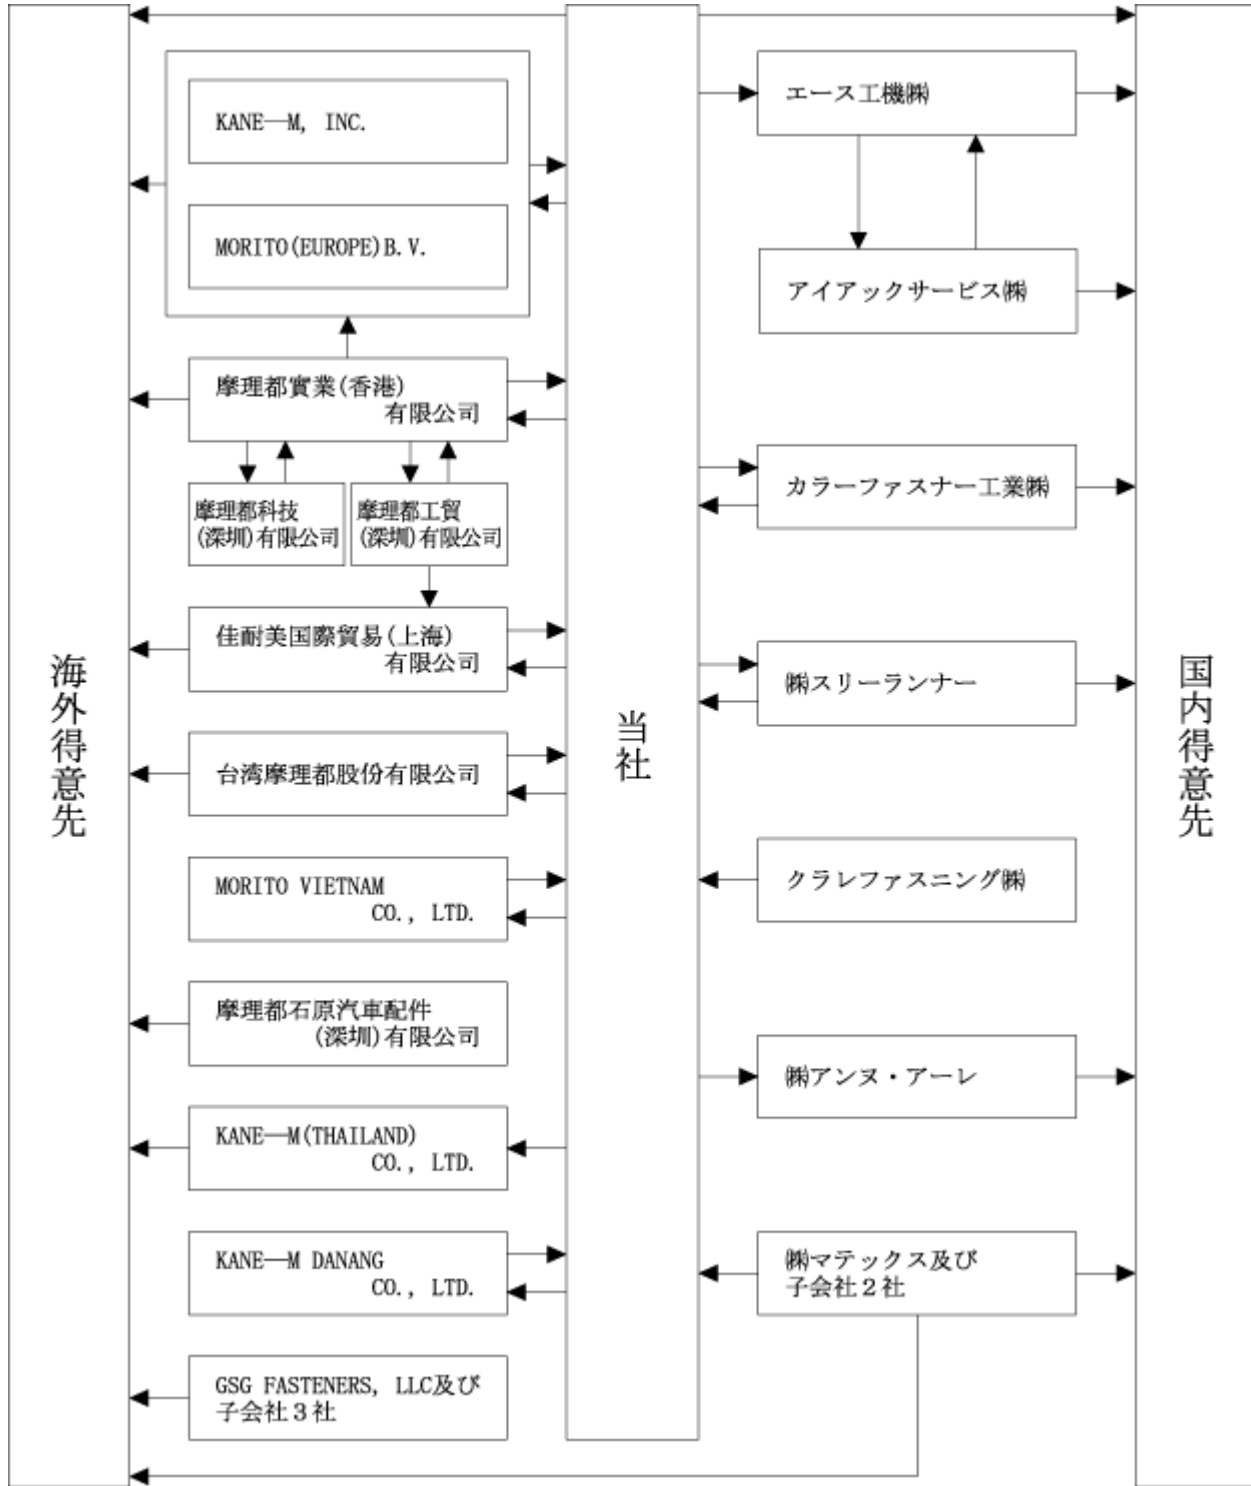 海外得意先
KANE―M, INC.
MORITO(EUROPE)B.V.
摩理都實業(香港)
有限公司
摩理都科技
(深圳)有限公司
摩理都工貿
(深圳)有限公司
佳耐美国際貿易(上海)
有限公司
台湾摩理都股份有限公司
MORITO VIETNAM
CO., LTD.
摩理都石原汽車配件
(深圳)有限公司
KANE―M(THAILAND)
CO., LTD.
KANE―M DANANG
CO., LTD.
GSG FASTENERS, LLC及び
子会社3社
当社
エース工機㈱
アイアックサービス㈱
カラーファスナー工業㈱
㈱スリーランナー
クラレファスニング㈱
㈱アンヌ・アーレ
㈱マテックス及び
子会社2社
国内得意先